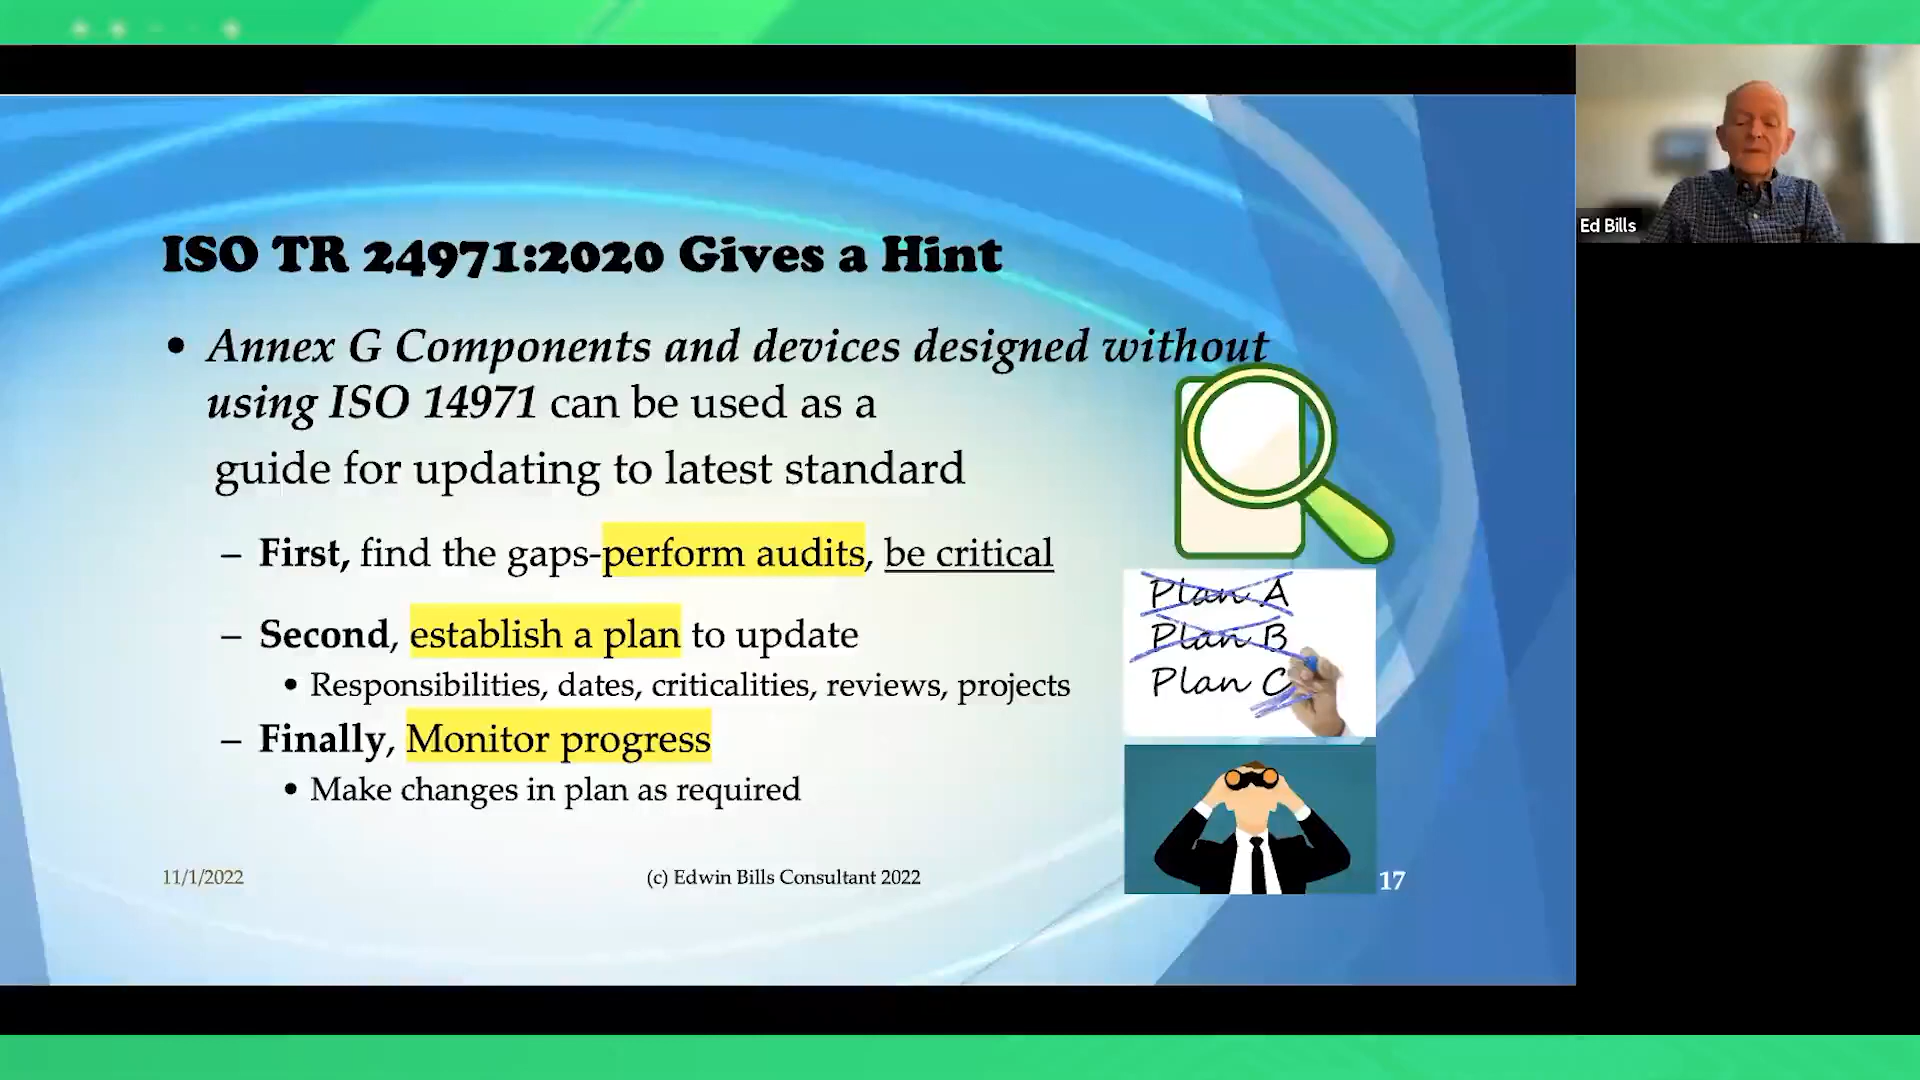 ISO TR 24971:2020 Gives a Hint
• Annex G Components and devices designed without
using ISO 14971 can be used as a
guide for updating to latest standard
– First, find the gaps-perform audits, be critical
– Second, establish a plan to update
• Responsibilities, dates, criticalities, reviews, projects
– Finally, Monitor progress
• Make changes in plan as required
Plan A
Plan B
Plan C
11/1/2022
(c) Edwin Bills Consultant 2022
17
Ed Bills